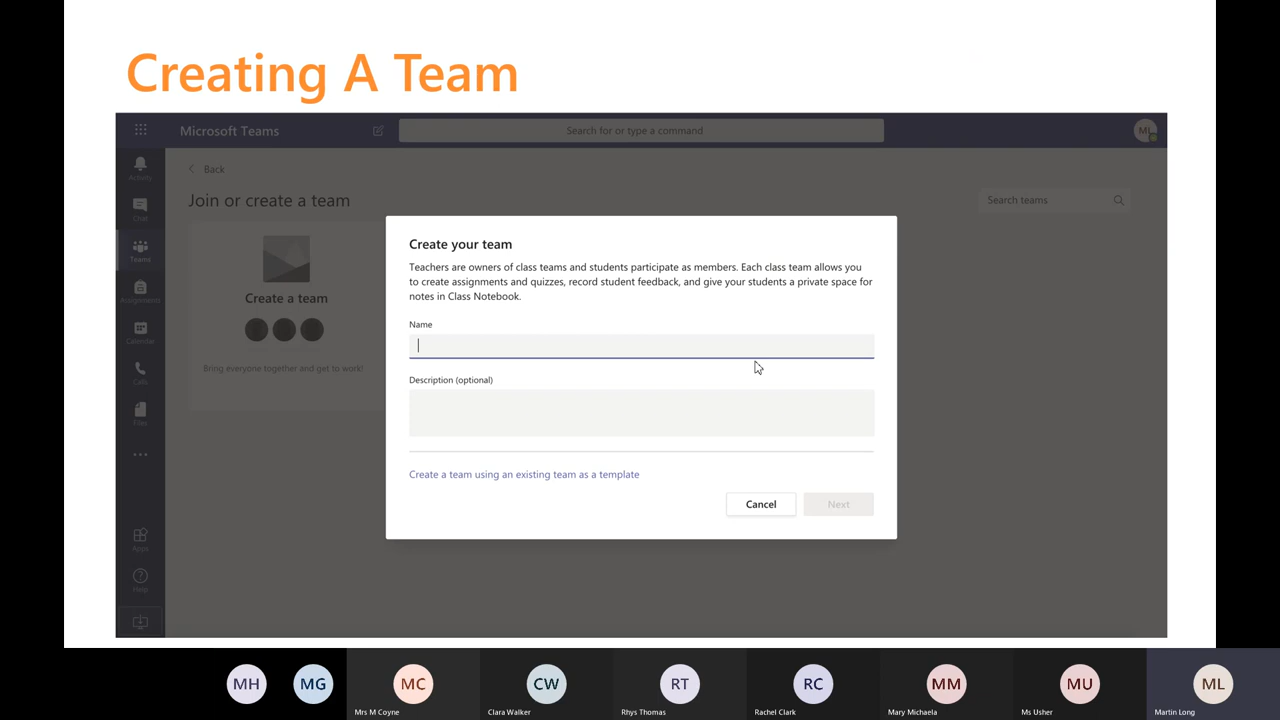 Creating A Team
Microsoft Teams
Search for or type a command
ML
Activity
Chat
Teams
Assignments
Calendar
Calls
Files
Apps
Help
Back
Join or create a team
Search teams
Create a team
Bring everyone together and get to work!
Create your team
Teachers are owners of class teams and students participate as members. Each class team allows you
to create assignments and quizzes, record student feedback, and give your students a private space for
notes in Class Notebook.
Name
Description (optional)
Create a team using an existing team as a template
Cancel
Next
MH
MG
MC
CW
RT
RC
MM
MU
ML
Mrs M Coyne
Clara Walker
Rhys Thomas
Rachel Clark
Mary Michaela
Ms Usher
Martin Long